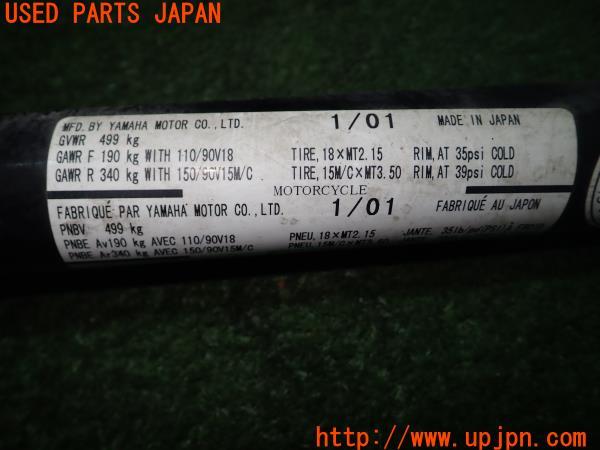 USED PARTS JAPAN
MFD. BY YAMAHA MOTOR CO., LTD. 1/01 MADE IN JAPAN
GVWR 499 kg
GAWR F 190 kg WITH 110/90V18 TIRE, 18×MT2.15 RIM, AT 35psi COLD
GAWR R 340 kg WITH 150/90V15M/C TIRE, 15M/C×MT3.50 RIM, AT 39psi COLD
MOTORCYCLE
FABRIQUÉ PAR YAMAHA MOTOR CO., LTD. 1/01 FABRIQUÉ AU JAPON
PNBV 499 kg
PNBE Av190 kg AVEC 110/90V18 PNEU, 18×MT2.15 JANTE,
PNBE Ar340 kg AVEC 150/90V15M/C PNEU, 15M/C×MT3.50
http://www.upjpn.com/